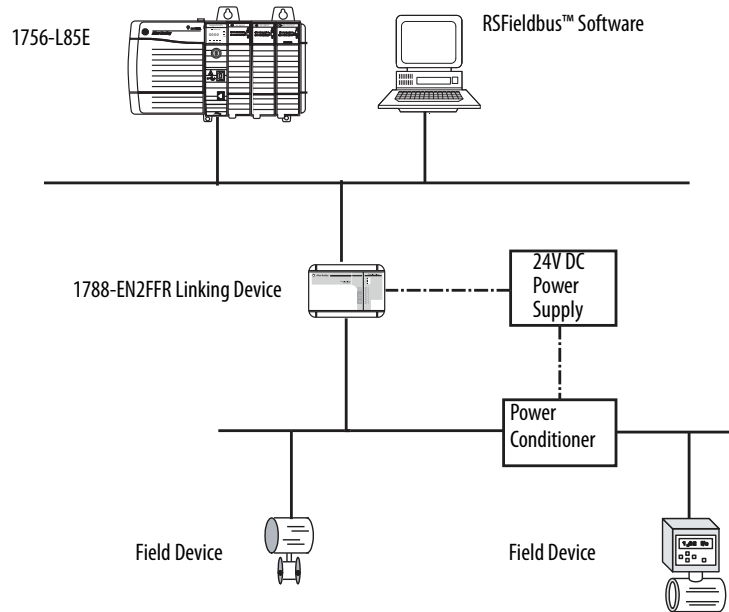 1756-L85E
RSFieldbus™ Software
1788-EN2FFR Linking Device
24V DC
Power
Supply
Power
Conditioner
Field Device
Field Device